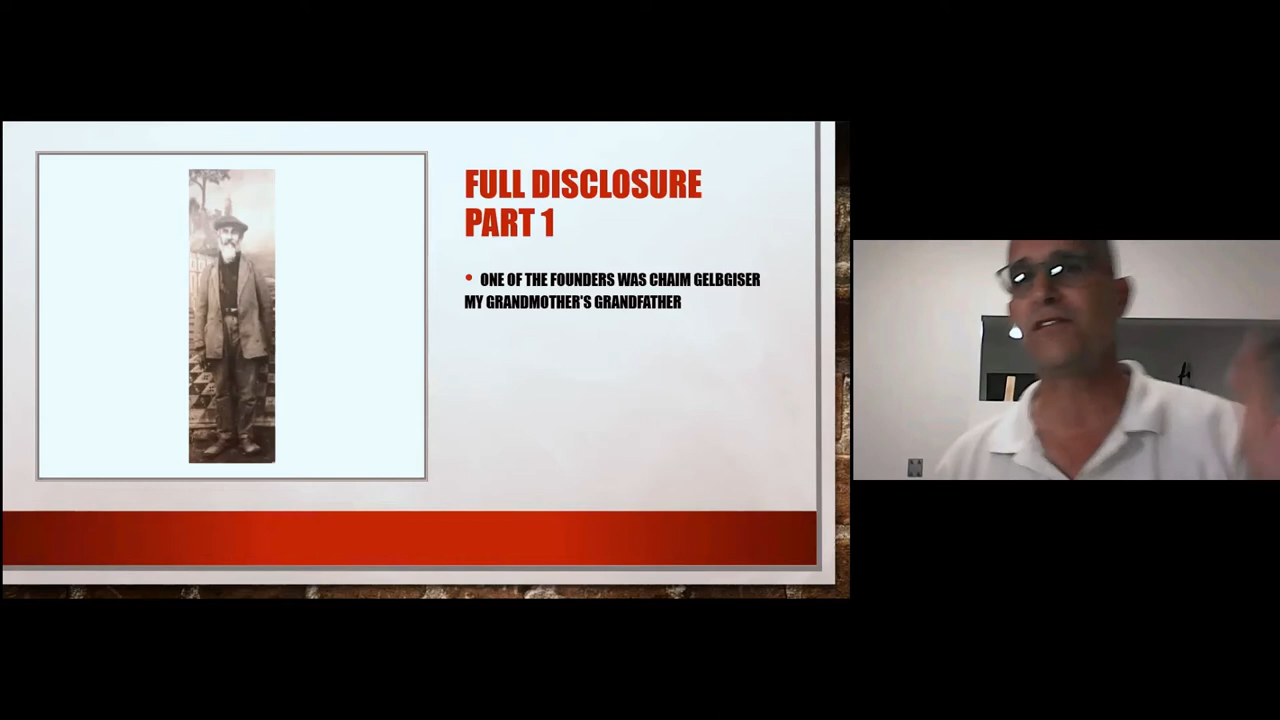 FULL DISCLOSURE
PART 1
• ONE OF THE FOUNDERS WAS CHAIM GELBGISER
MY GRANDMOTHER'S GRANDFATHER